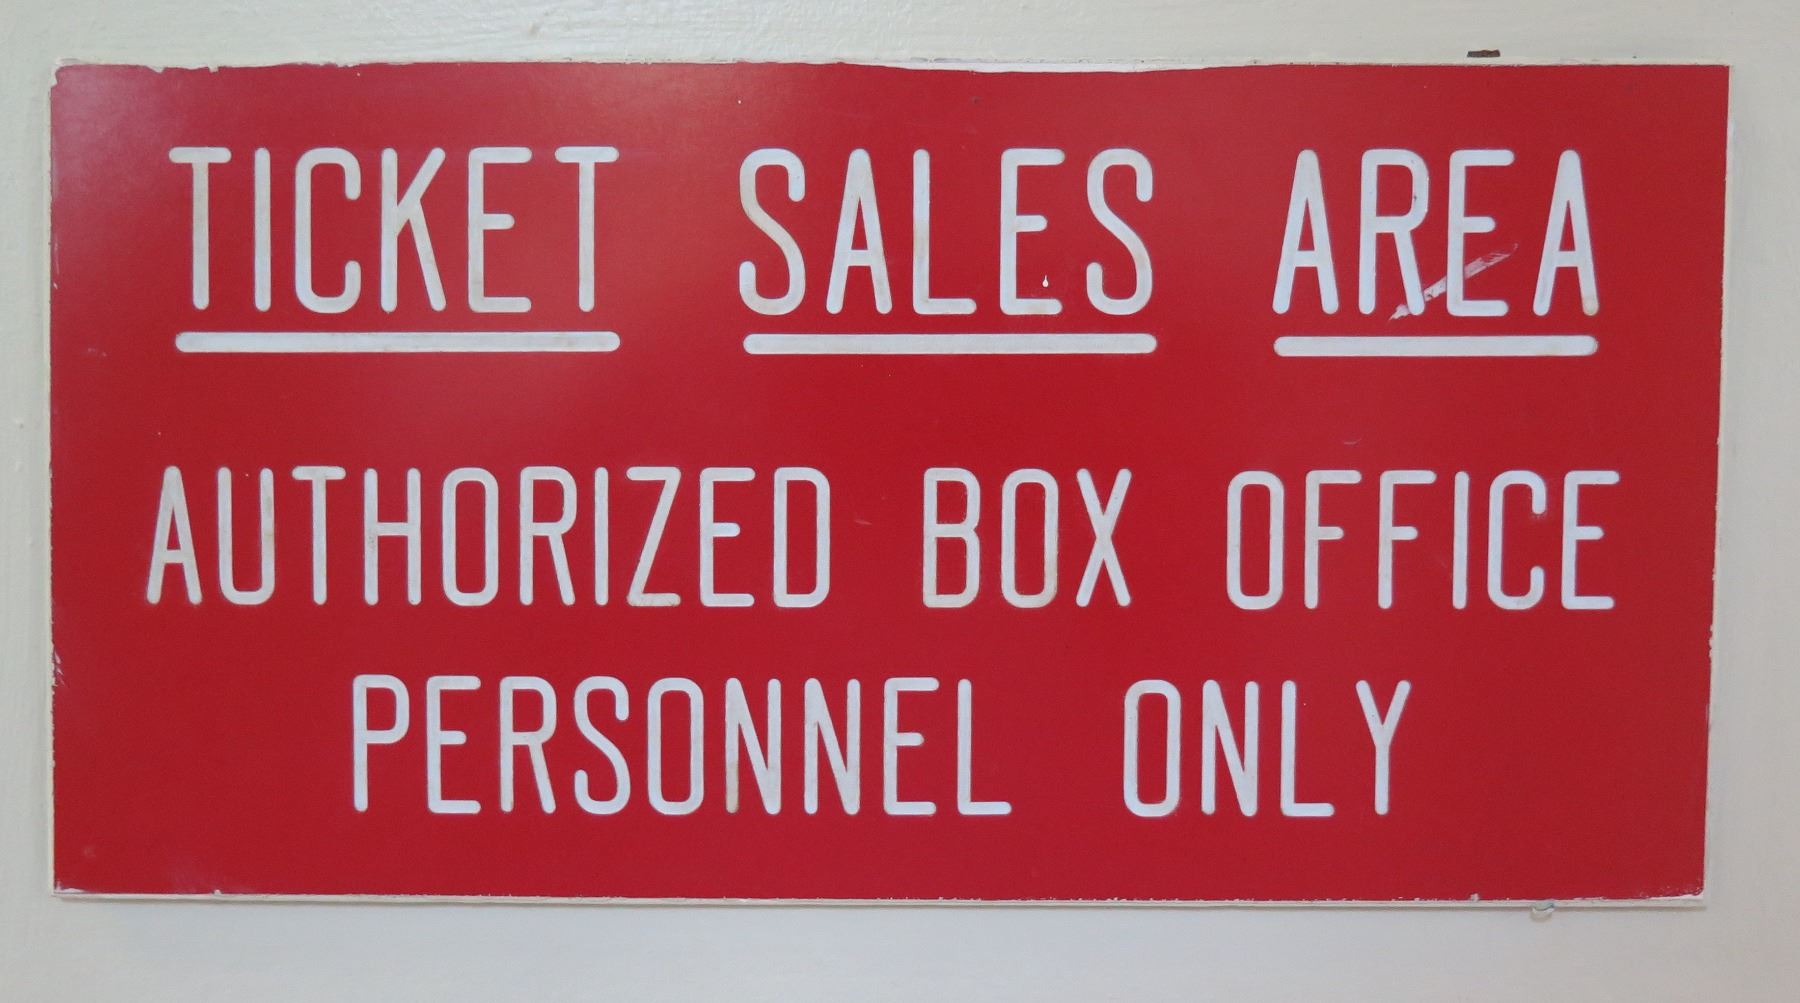 TICKET SALES AREA
AUTHORIZED BOX OFFICE
PERSONNEL ONLY